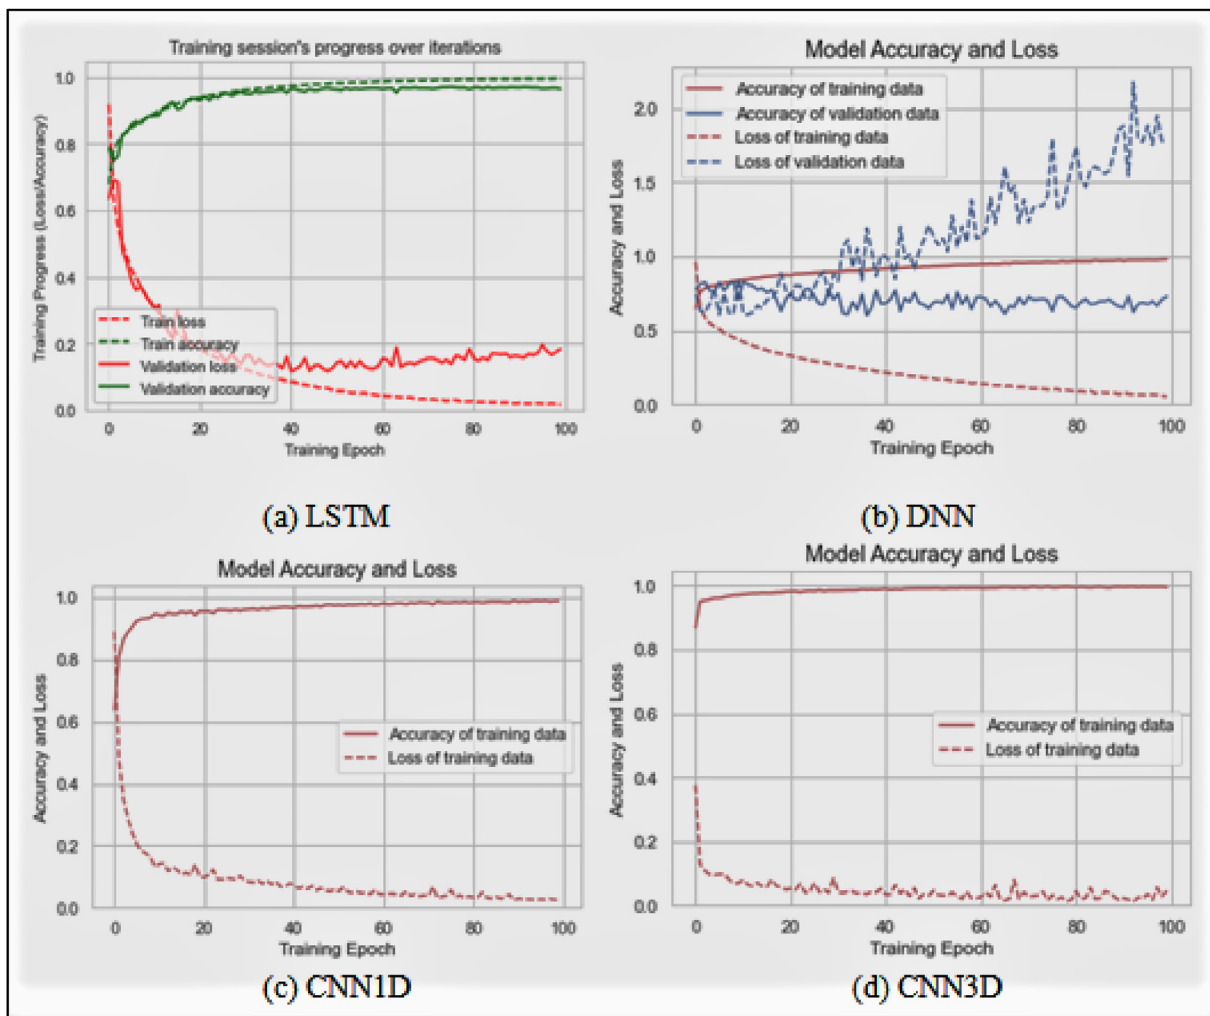 Training session's progress over iterations
Training Progress (Loss/Accuracy)
1.0
0.8
0.6
0.4
0.2
0.0
Train loss
Train accuracy
Validation loss
Validation accuracy
0 20 40 60 80 100
Training Epoch
(a) LSTM
Model Accuracy and Loss
Accuracy and Loss
2.0
1.5
1.0
0.5
0.0
Accuracy of training data
Accuracy of validation data
Loss of training data
Loss of validation data
0 20 40 60 80 100
Training Epoch
(b) DNN
Model Accuracy and Loss
Accuracy and Loss
1.0
0.8
0.6
0.4
0.2
0.0
Accuracy of training data
Loss of training data
0 20 40 60 80 100
Training Epoch
(c) CNN1D
Model Accuracy and Loss
Accuracy and Loss
1.0
0.8
0.6
0.4
0.2
0.0
Accuracy of training data
Loss of training data
0 20 40 60 80 100
Training Epoch
(d) CNN3D